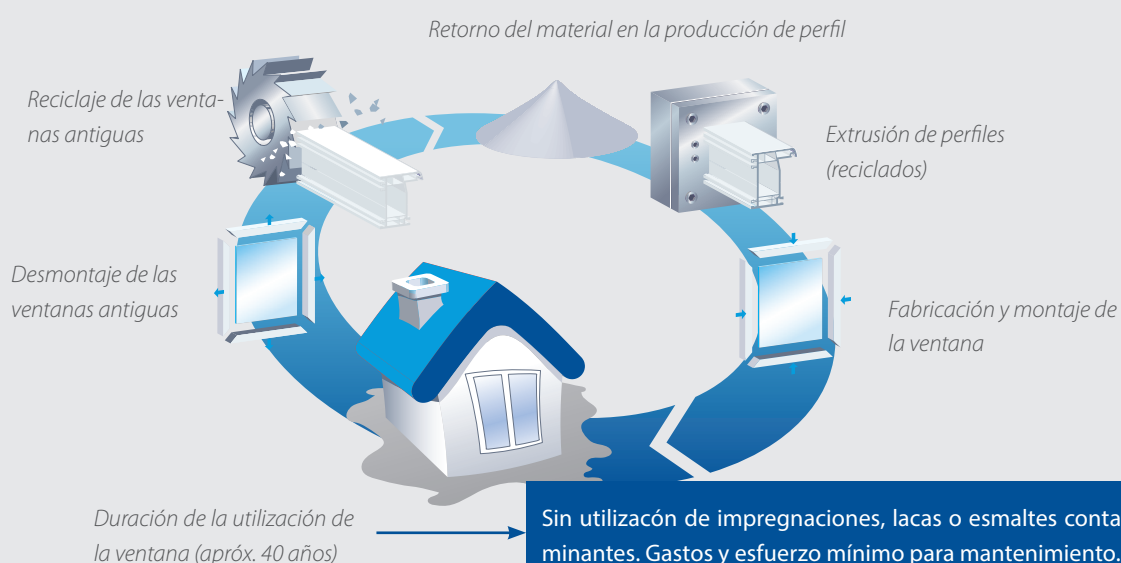 Retorno del material en la producción de perfil
Reciclaje de las venta-
nas antiguas
Extrusión de perfiles
(reciclados)
Desmontaje de las
ventanas antiguas
Fabricación y montaje de
la ventana
Duración de la utilización de
la ventana (apróx. 40 años)
Sin utilizacón de impregnaciones, lacas o esmaltes conta
minantes. Gastos y esfuerzo mínimo para mantenimiento.